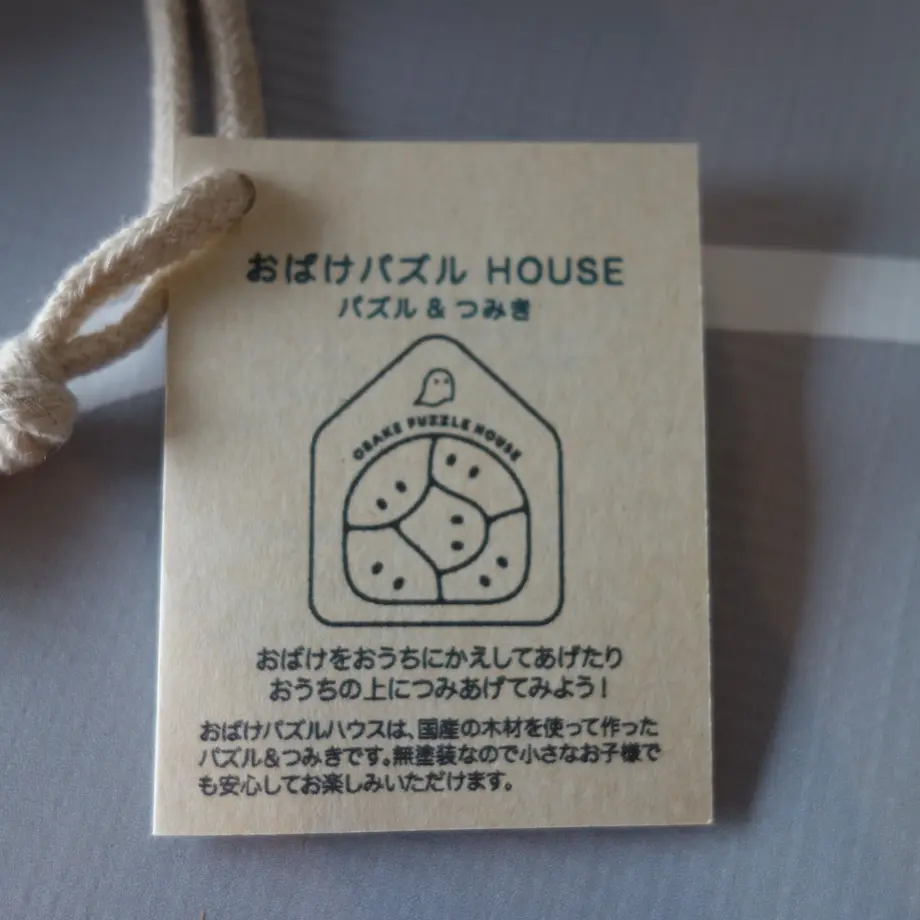 おばけパズル HOUSE
パズル & つみき
OBAKE PUZZLE HOUSE
おばけをおうちにかえしてあげたり
おうちの上につみあげてみよう!
おばけパズルハウスは、国産の木材を使って作った
パズル&つみきです。無塗装なので小さなお子様で
も安心してお楽しみいただけます。